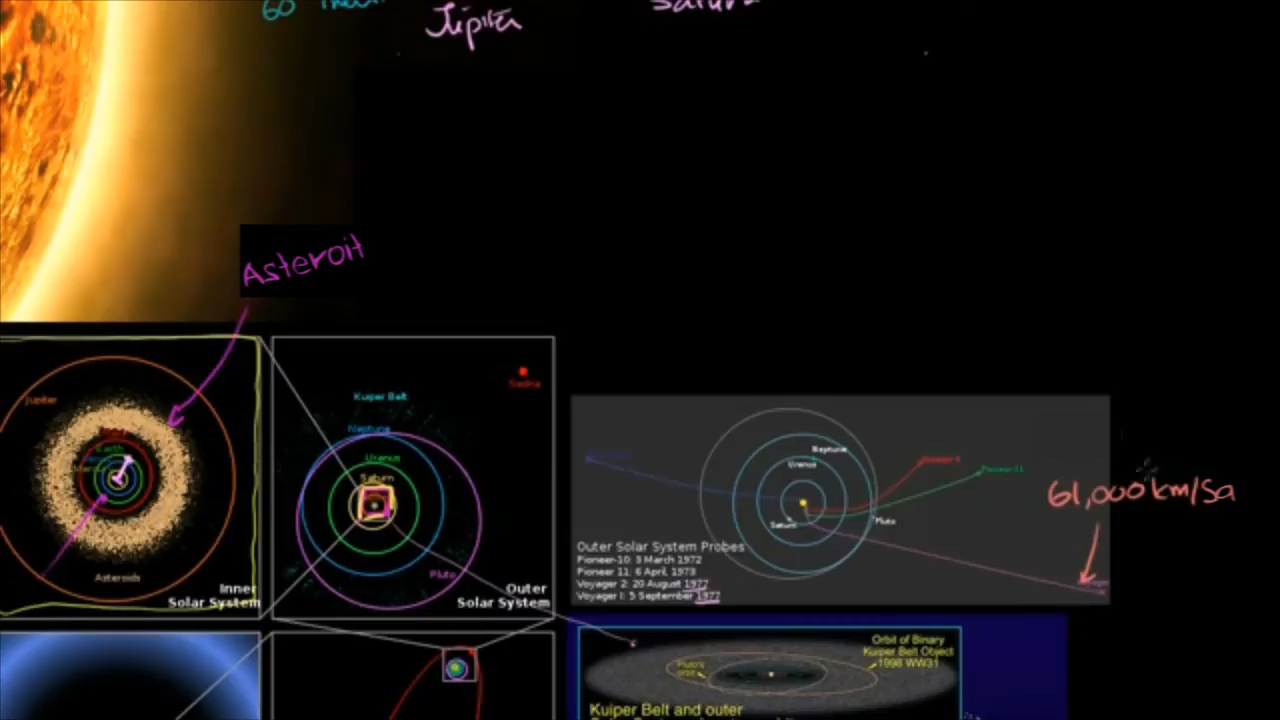 60
Jüpiter
Asteroit
Jupiter
Earth
Asteroids
Inner
Solar System
Sedna
Kuiper Belt
Neptune
Uranus
Saturn
Pluto
Outer
Solar System
Neptune
Uranus
Saturn
Pluto
Pioneer 11
Outer Solar System Probes
Pioneer-10: 3 March 1972
Pioneer 11: 6 April, 1973
Voyager 2: 20 August 1977
Voyager I: 5 September 1977
61,000 km/sa
Orbit of Binary
Kuiper Belt Object
1998 WW31
Pluto's
orbit
Kuiper Belt and outer